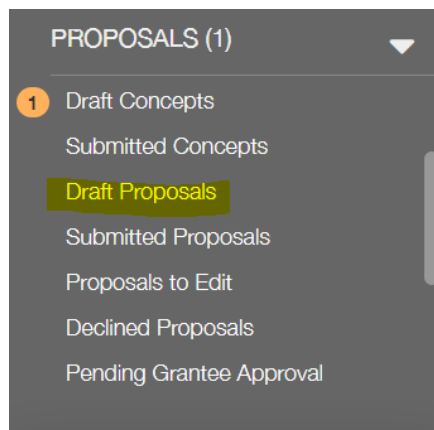 PROPOSALS (1)
1 Draft Concepts
Submitted Concepts
Draft Proposals
Submitted Proposals
Proposals to Edit
Declined Proposals
Pending Grantee Approval